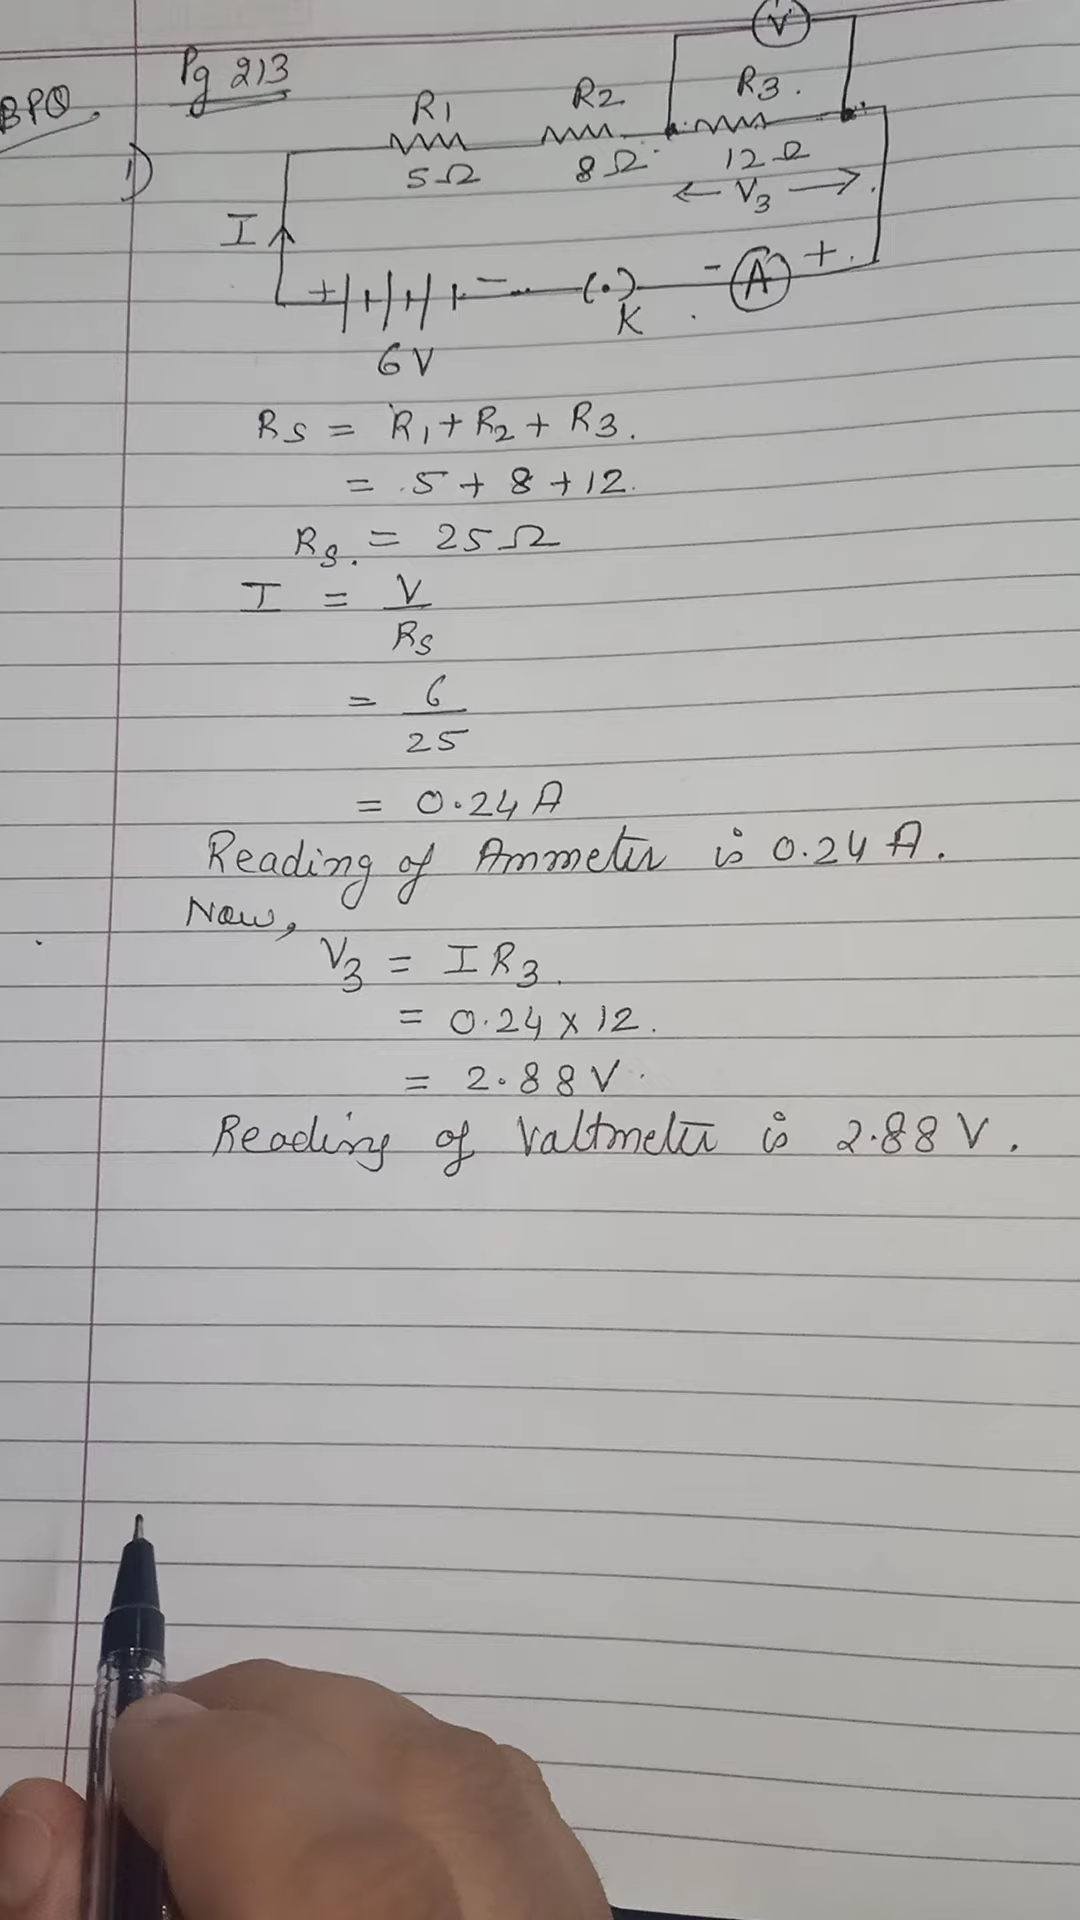 BPQ. Pg 213
1)
V
R1 R2 R3.
5Ω 8Ω 12Ω
← V3 →
I
+ - (.) - A +
K
6V
Rs = R1 + R2 + R3.
= 5 + 8 + 12.
Rs. = 25Ω
I = V
Rs
= 6
25
= 0.24 A
Reading of Ammeter is 0.24 A.
Now,
V3 = IR3.
= 0.24 x 12.
= 2.88 V.
Reading of Valtmeter is 2.88 V.